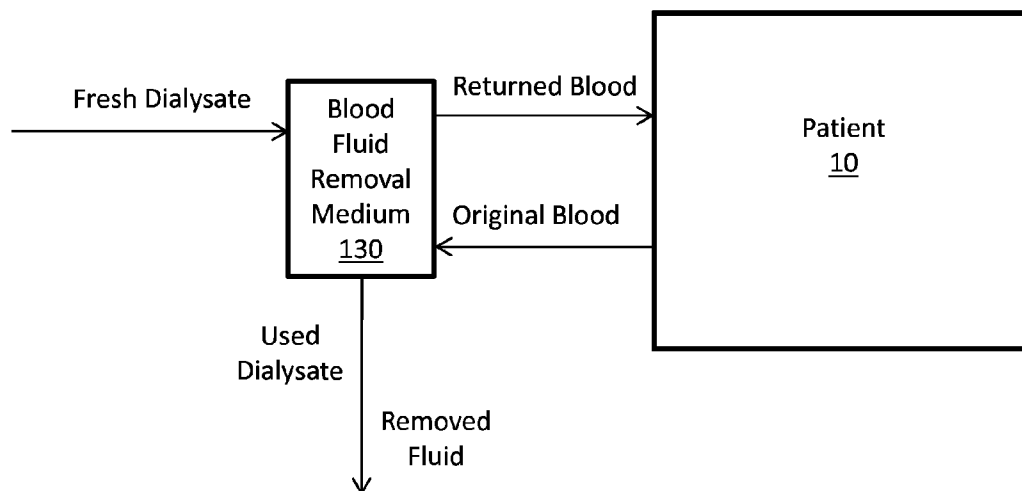 Fresh Dialysate
Blood
Fluid
Removal
Medium
130
Returned Blood
Original Blood
Patient
10
Used
Dialysate
Removed
Fluid